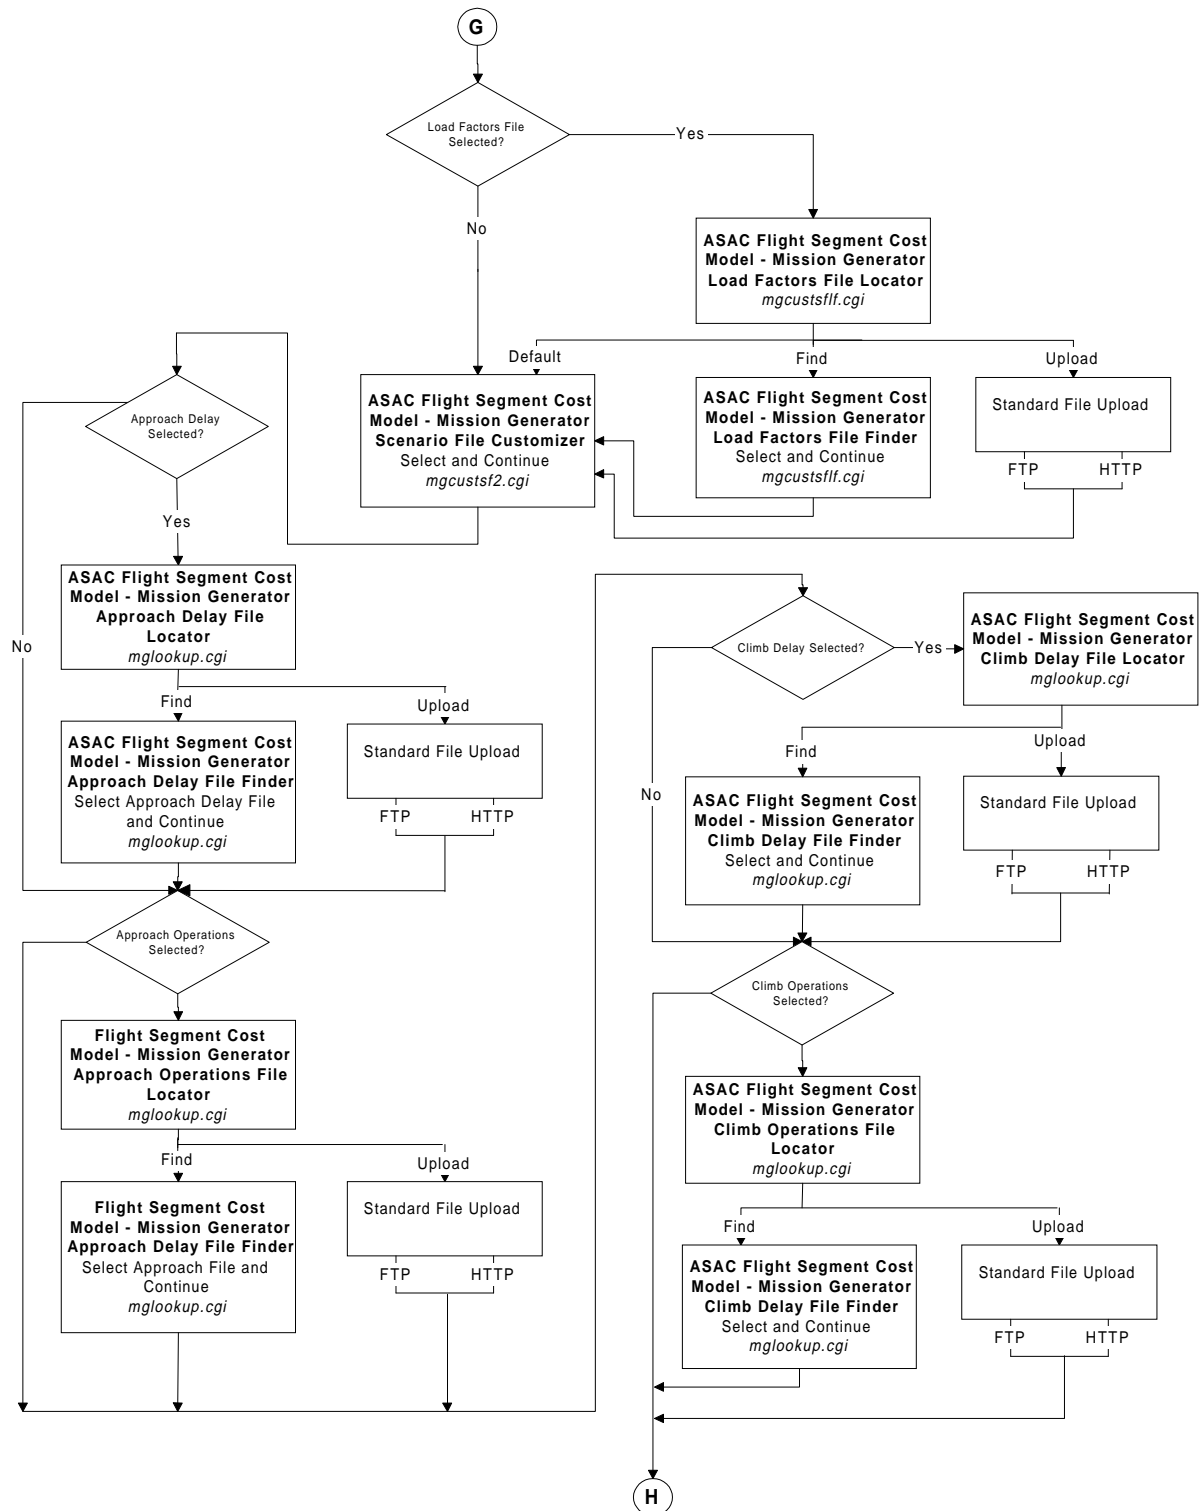 G
Load Factors File
Selected?
Yes
No
ASAC Flight Segment Cost
Model - Mission Generator
Load Factors File Locator
mgcustsflf.cgi
Default
Find
Upload
ASAC Flight Segment Cost
Model - Mission Generator
Scenario File Customizer
Select and Continue
mgcustsf2.cgi
ASAC Flight Segment Cost
Model - Mission Generator
Load Factors File Finder
Select and Continue
mgcustsflf.cgi
Standard File Upload
FTP
HTTP
Approach Delay
Selected?
Yes
No
ASAC Flight Segment Cost
Model - Mission Generator
Approach Delay File
Locator
mglookup.cgi
Find
Upload
ASAC Flight Segment Cost
Model - Mission Generator
Approach Delay File Finder
Select Approach Delay File
and Continue
mglookup.cgi
Standard File Upload
FTP
HTTP
Approach Operations
Selected?
Flight Segment Cost
Model - Mission Generator
Approach Operations File
Locator
mglookup.cgi
Find
Upload
Flight Segment Cost
Model - Mission Generator
Approach Delay File Finder
Select Approach File and
Continue
mglookup.cgi
Standard File Upload
FTP
HTTP
Climb Delay Selected?
Yes
No
ASAC Flight Segment Cost
Model - Mission Generator
Climb Delay File Locator
mglookup.cgi
Find
Upload
ASAC Flight Segment Cost
Model - Mission Generator
Climb Delay File Finder
Select and Continue
mglookup.cgi
Standard File Upload
FTP
HTTP
Climb Operations
Selected?
ASAC Flight Segment Cost
Model - Mission Generator
Climb Operations File
Locator
mglookup.cgi
Find
Upload
ASAC Flight Segment Cost
Model - Mission Generator
Climb Delay File Finder
Select and Continue
mglookup.cgi
Standard File Upload
FTP
HTTP
H